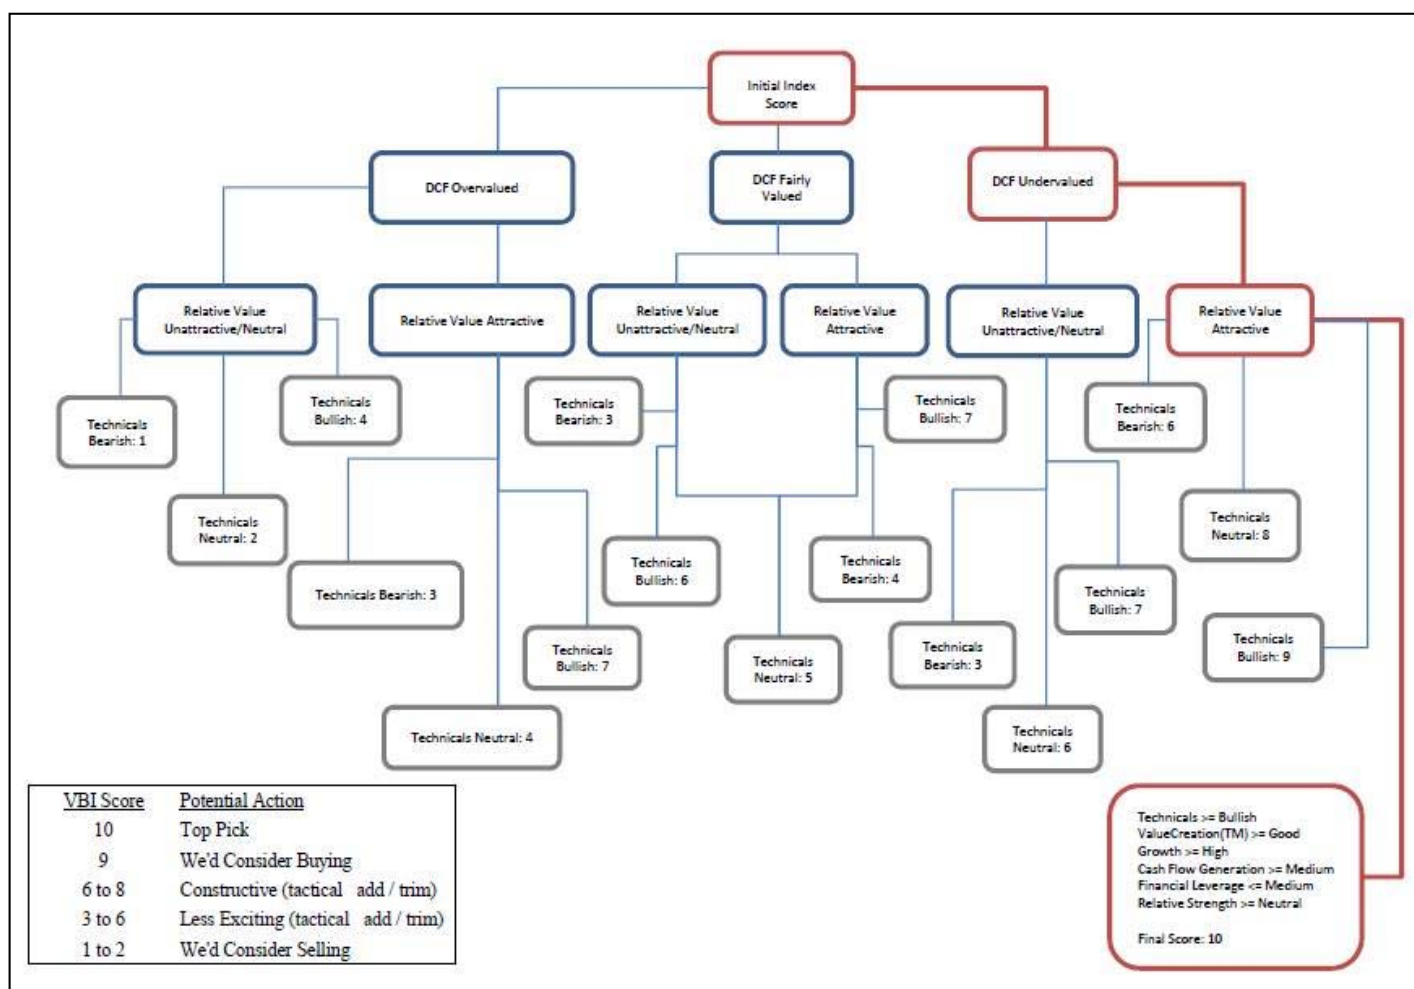 Initial Index
Score
DCF Overvalued
DCF Fairly
Valued
DCF Undervalued
Relative Value
Unattractive/Neutral
Relative Value Attractive
Relative Value
Unattractive/Neutral
Relative Value
Attractive
Relative Value
Unattractive/Neutral
Relative Value
Attractive
Technicals
Bearish: 1
Technicals
Bullish: 4
Technicals
Bearish: 3
Technicals
Bullish: 7
Technicals
Bearish: 6
Technicals
Neutral: 2
Technicals Bearish: 3
Technicals
Bullish: 6
Technicals
Bearish: 4
Technicals
Neutral: 8
Technicals
Bullish: 7
Technicals
Bullish: 7
Technicals
Neutral: 5
Technicals
Bearish: 3
Technicals
Bullish: 9
Technicals Neutral: 4
Technicals
Neutral: 6
VBI Score Potential Action
10 Top Pick
9 We'd Consider Buying
6 to 8 Constructive (tactical add / trim)
3 to 6 Less Exciting (tactical add / trim)
1 to 2 We'd Consider Selling
Technicals >= Bullish
ValueCreation(TM) >= Good
Growth >= High
Cash Flow Generation >= Medium
Financial Leverage <= Medium
Relative Strength >= Neutral
Final Score: 10